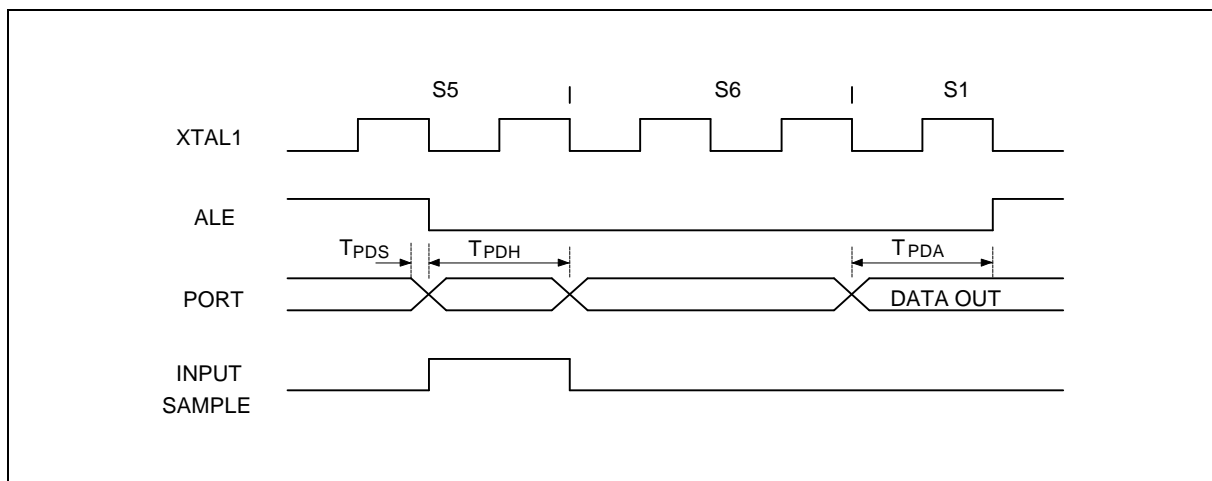 S5 S6 S1
XTAL1
ALE
TPDS TPDH TPDA
PORT DATA OUT
INPUT
SAMPLE